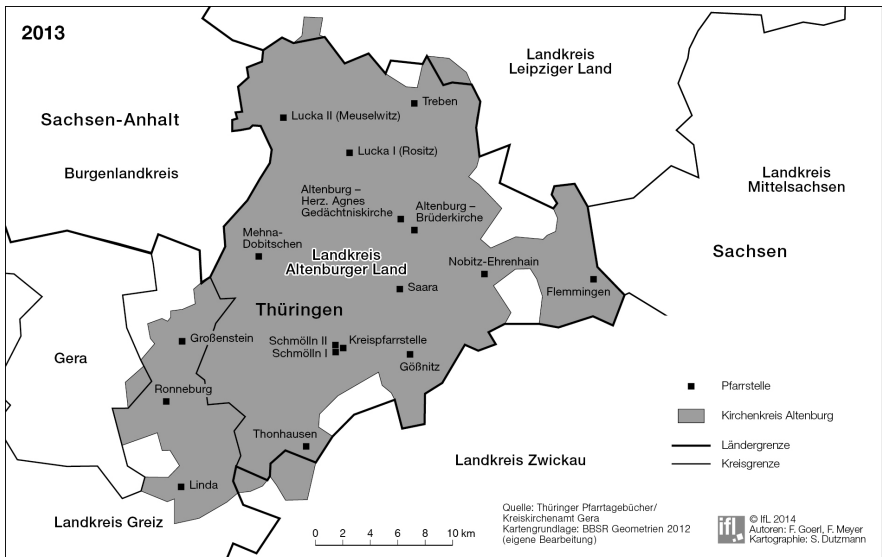 2013
Landkreis
Leipziger Land
Treben
Sachsen-Anhalt
Lucka II (Meuselwitz)
Lucka I (Rositz)
Burgenlandkreis
Landkreis
Mittelsachsen
Altenburg –
Herz. Agnes
Gedächtniskirche
Altenburg –
Brüderkirche
Mehna-
Dobitschen
Sachsen
Landkreis
Altenburger Land
Nobitz-Ehrenhain
Flemmingen
Saara
Thüringen
Großenstein
Schmölln II
Schmölln I
Kreispfarrstelle
Gößnitz
Gera
Ronneburg
Pfarrstelle
Kirchenkreis Altenburg
Thonhausen
Ländergrenze
Landkreis Zwickau
Kreisgrenze
Linda
Landkreis Greiz
0 2 4 6 8 10 km
Quelle: Thüringer Pfarrtagebücher/
Kreiskirchenamt Gera
Kartengrundlage: BBSR Geometrien 2012
(eigene Bearbeitung)
ifl
© IfL 2014
Autoren: F. Goerl, F. Meyer
Kartographie: S. Dutzmann